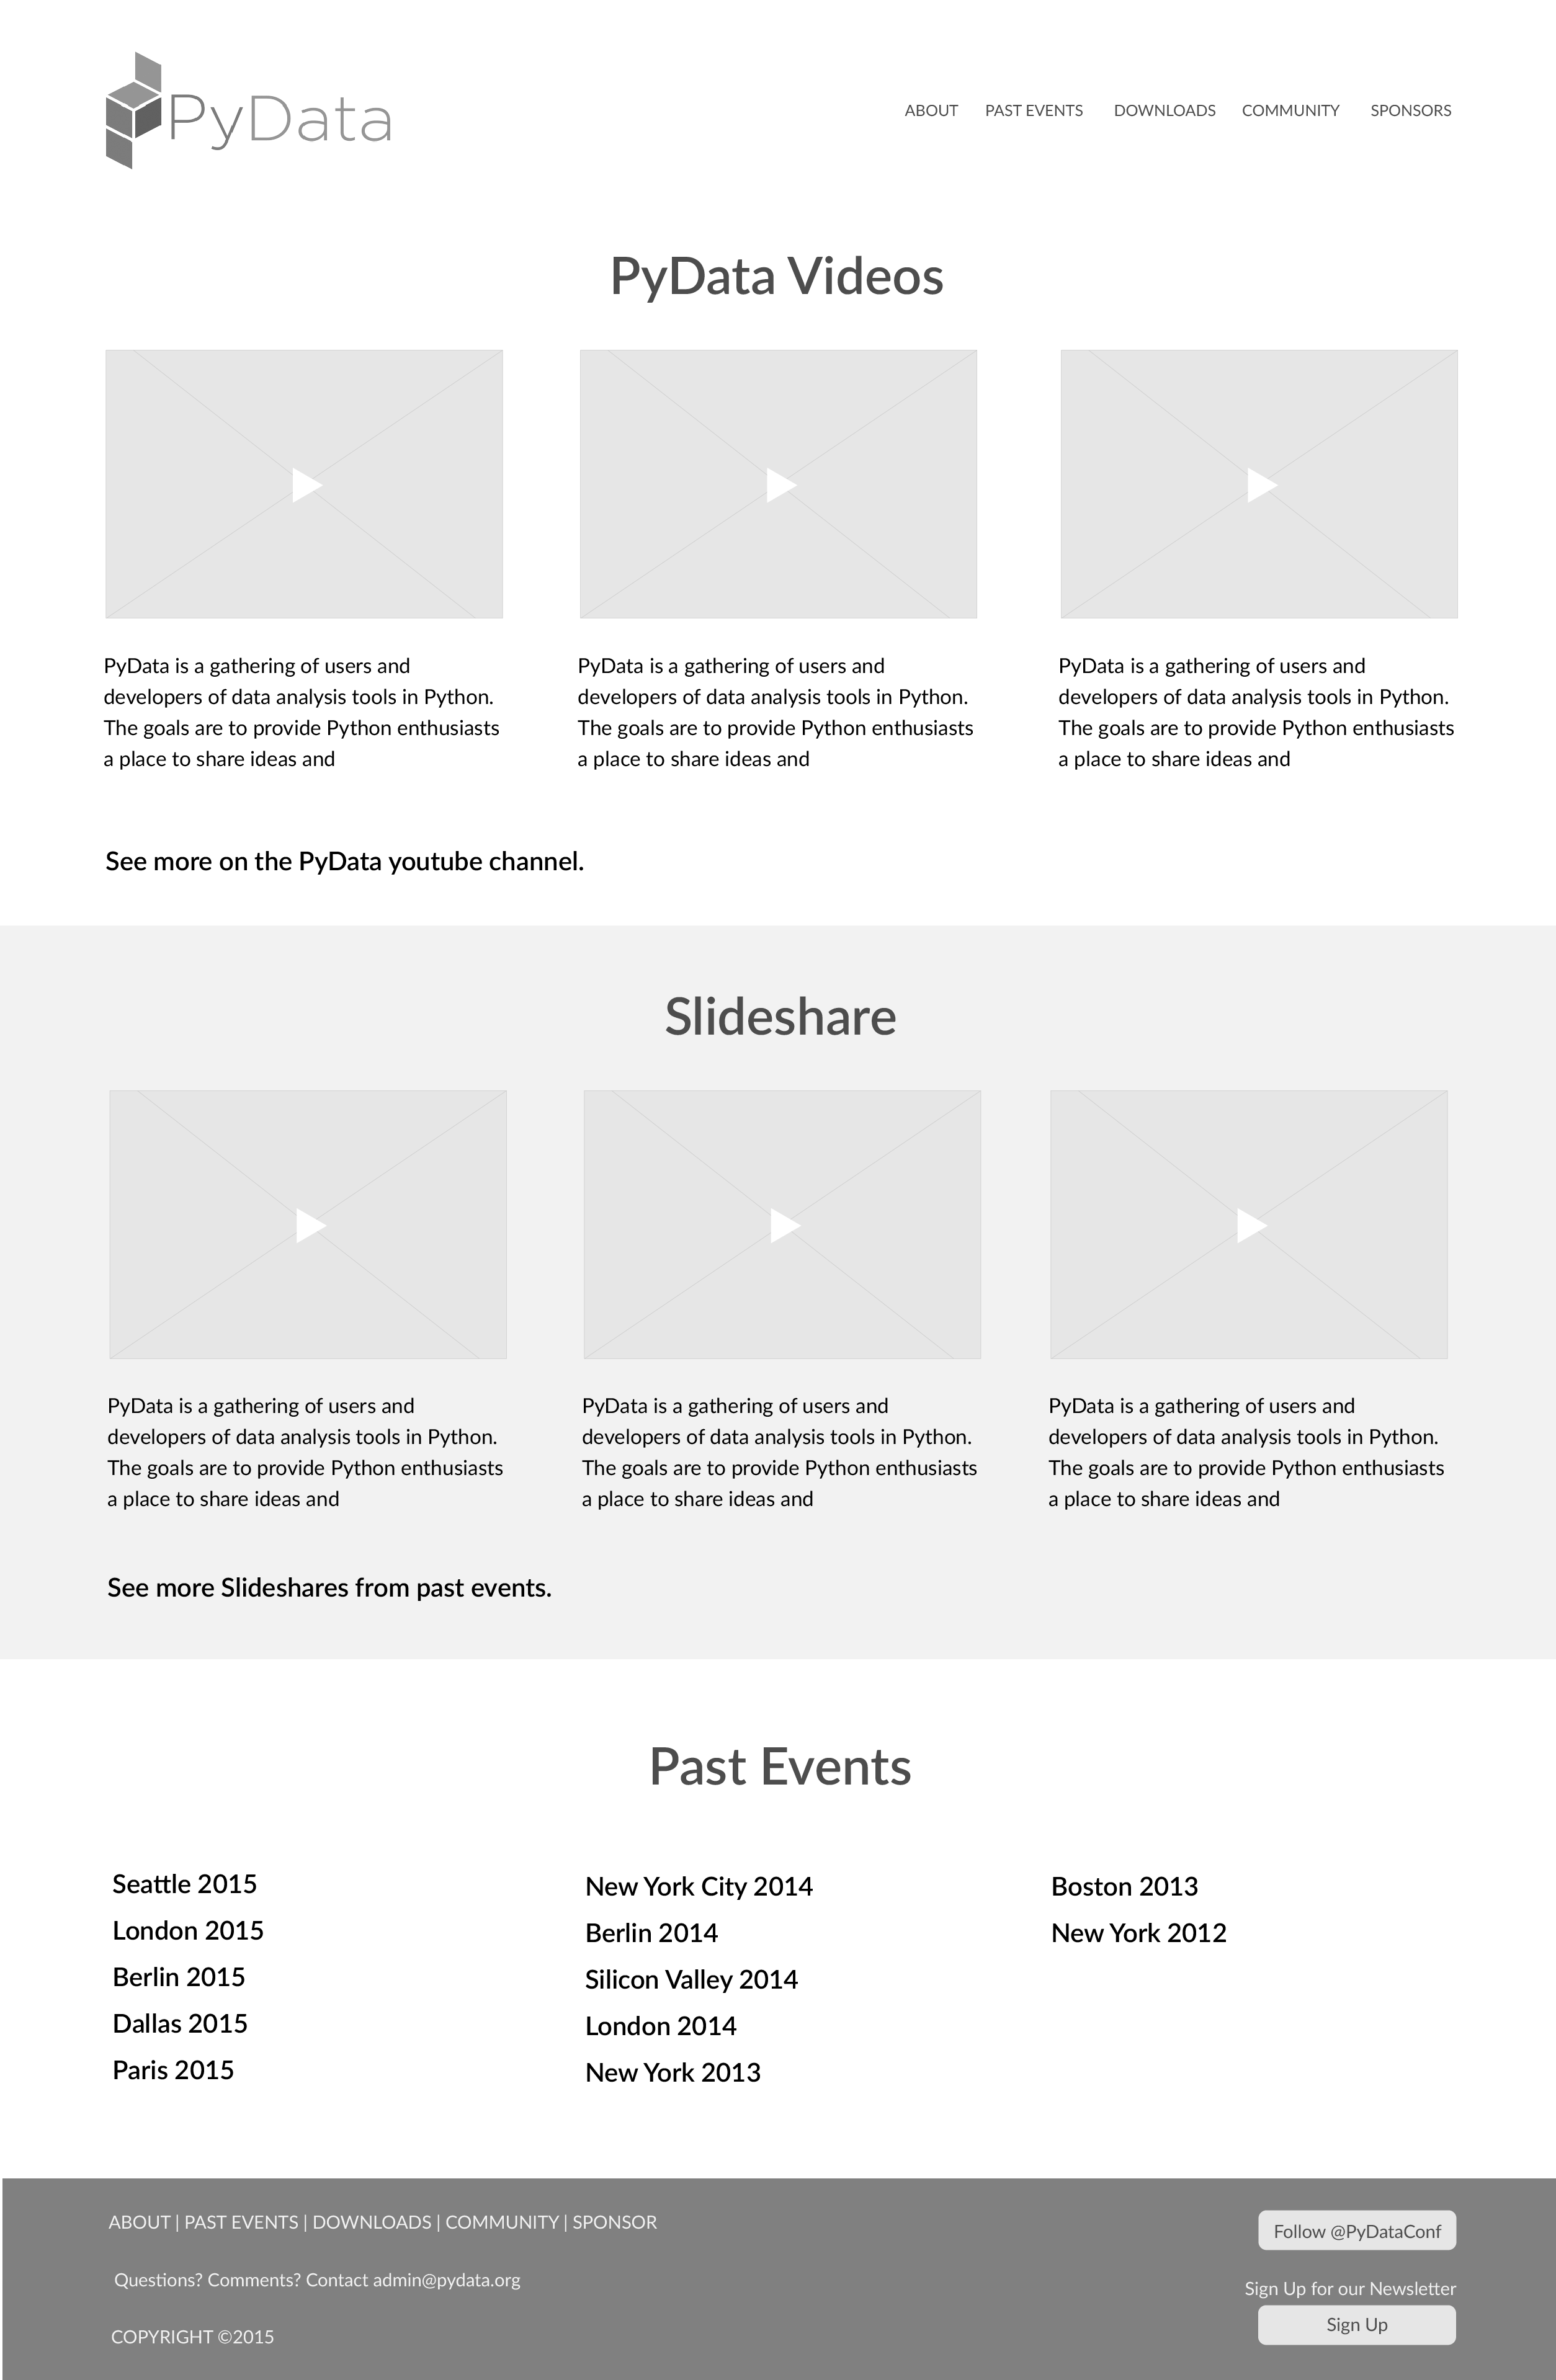 PyData
ABOUT PAST EVENTS DOWNLOADS COMMUNITY SPONSORS
PyData Videos
PyData is a gathering of users and
developers of data analysis tools in Python.
The goals are to provide Python enthusiasts
a place to share ideas and
PyData is a gathering of users and
developers of data analysis tools in Python.
The goals are to provide Python enthusiasts
a place to share ideas and
PyData is a gathering of users and
developers of data analysis tools in Python.
The goals are to provide Python enthusiasts
a place to share ideas and
See more on the PyData youtube channel.
Slideshare
PyData is a gathering of users and
developers of data analysis tools in Python.
The goals are to provide Python enthusiasts
a place to share ideas and
PyData is a gathering of users and
developers of data analysis tools in Python.
The goals are to provide Python enthusiasts
a place to share ideas and
PyData is a gathering of users and
developers of data analysis tools in Python.
The goals are to provide Python enthusiasts
a place to share ideas and
See more Slideshares from past events.
Past Events
Seattle 2015
London 2015
Berlin 2015
Dallas 2015
Paris 2015
New York City 2014
Berlin 2014
Silicon Valley 2014
London 2014
New York 2013
Boston 2013
New York 2012
ABOUT | PAST EVENTS | DOWNLOADS | COMMUNITY | SPONSOR
Questions? Comments? Contact admin@pydata.org
COPYRIGHT ©2015
Follow @PyDataConf
Sign Up for our Newsletter
Sign Up